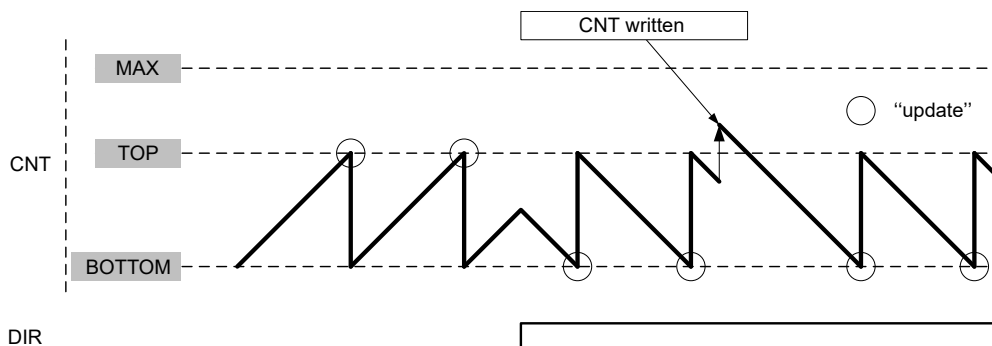 CNT written
MAX
“update”
TOP
CNT
BOTTOM
DIR